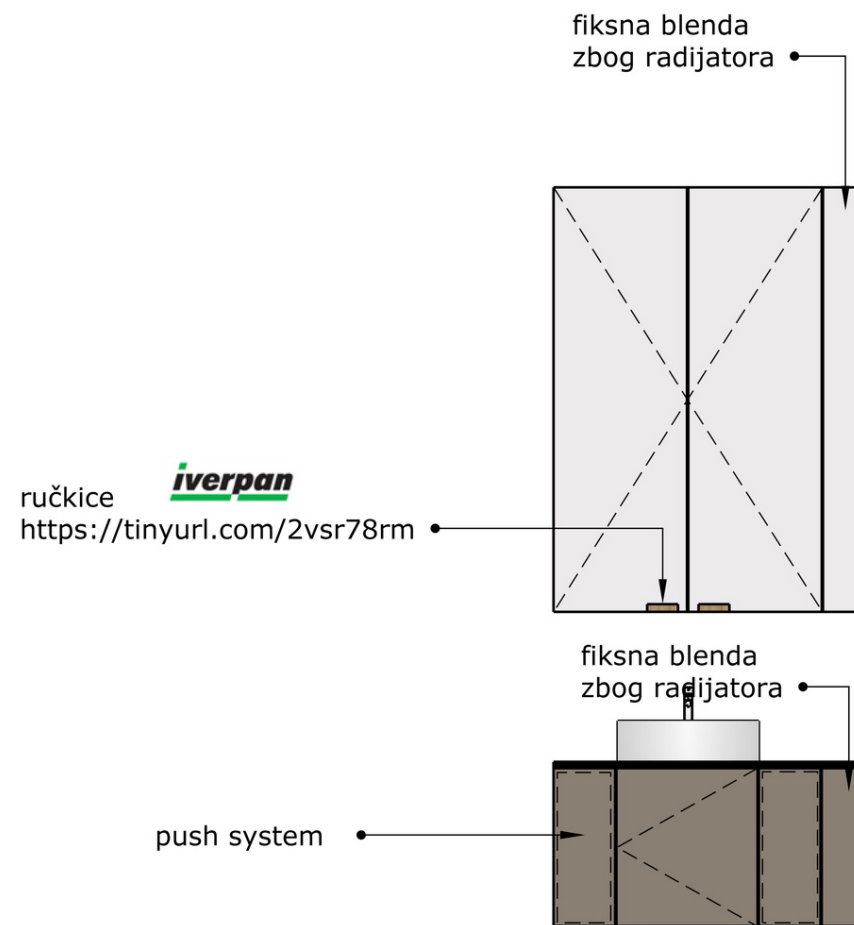 fiksna blenda
zbog radijatora
iverpan
ručkice
https://tinyurl.com/2vsr78rm
fiksna blenda
zbog radijatora
push system